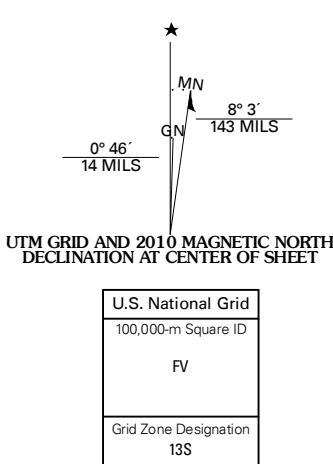 ★
MN
GN
8° 3´
143 MILS
0° 46´
14 MILS
UTM GRID AND 2010 MAGNETIC NORTH
DECLINATION AT CENTER OF SHEET
U.S. National Grid
100,000-m Square ID
FV
Grid Zone Designation
13S